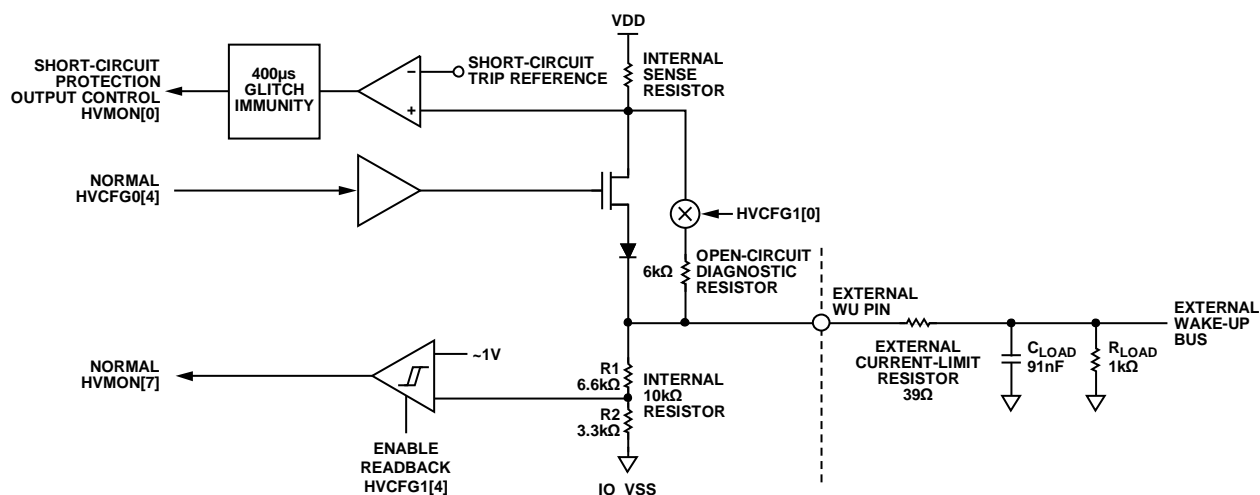 VDD
SHORT-CIRCUIT
PROTECTION
OUTPUT CONTROL
HVMON[0]
400µs
GLITCH
IMMUNITY
–
+
SHORT-CIRCUIT
TRIP REFERENCE
INTERNAL
SENSE
RESISTOR
NORMAL
HVCFG0[4]
HVCFG1[0]
6kΩ
OPEN-CIRCUIT
DIAGNOSTIC
RESISTOR
EXTERNAL
WU PIN
EXTERNAL
CURRENT-LIMIT
RESISTOR
39Ω
CLOAD
91nF
RLOAD
1kΩ
EXTERNAL
WAKE-UP
BUS
NORMAL
HVMON[7]
~1V
ENABLE
READBACK
HVCFG1[4]
R1
6.6kΩ
R2
3.3kΩ
INTERNAL
10kΩ
RESISTOR
IO_VSS